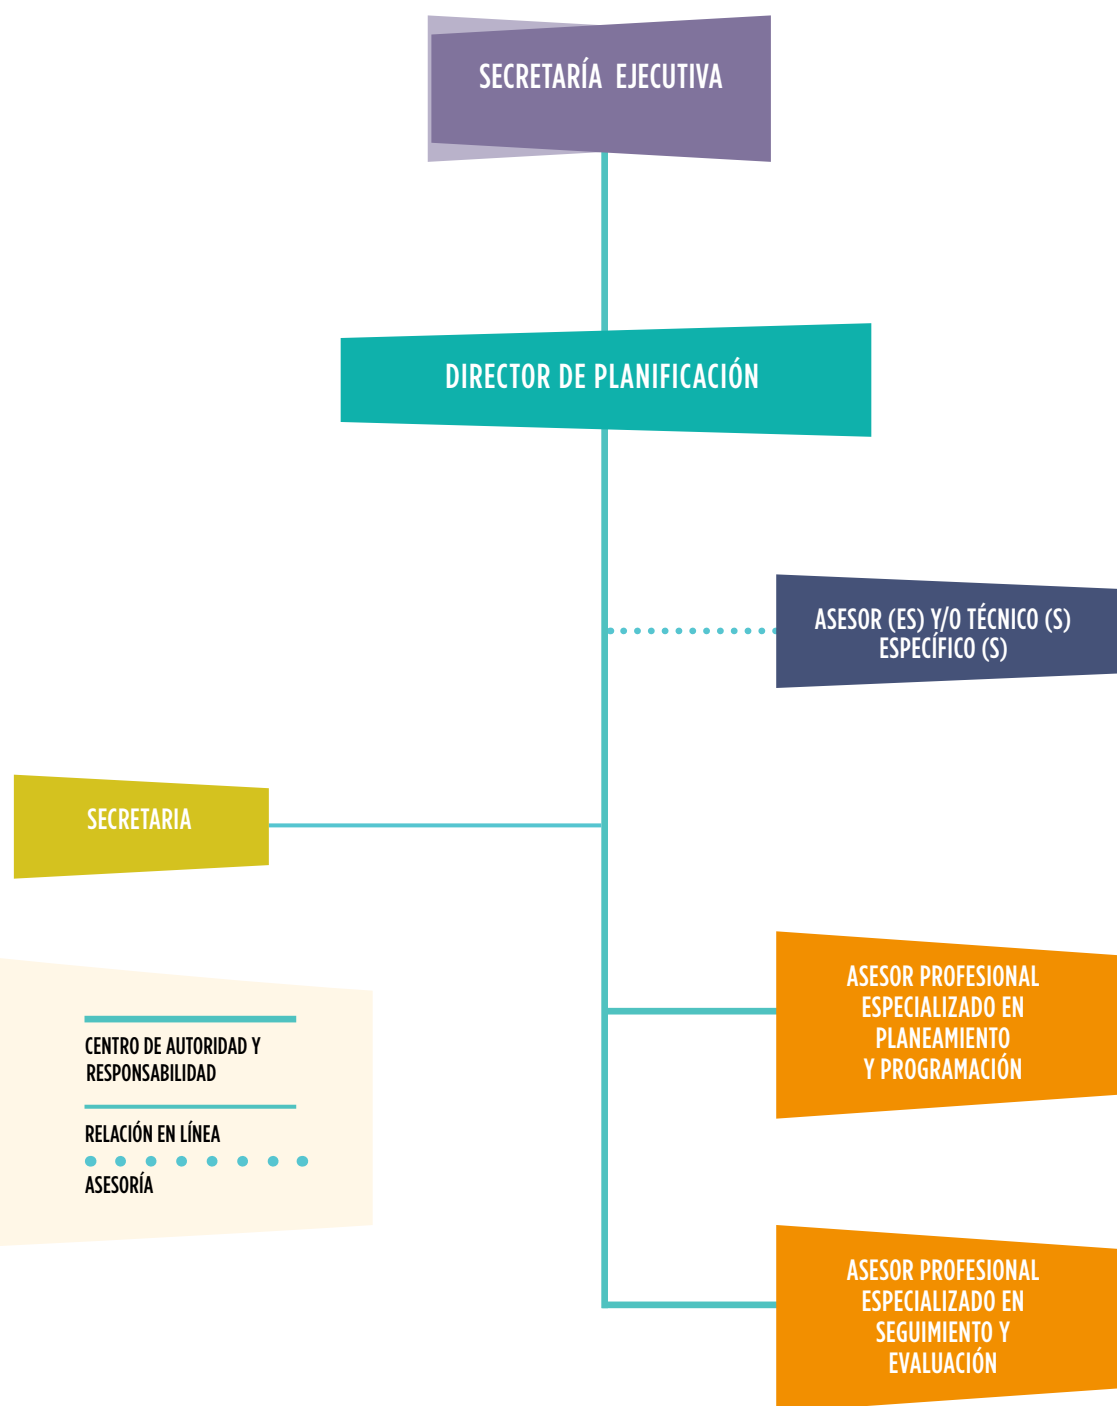 SECRETARÍA EJECUTIVA
DIRECTOR DE PLANIFICACIÓN
ASESOR (ES) Y/O TÉCNICO (S)
ESPECÍFICO (S)
SECRETARIA
ASESOR PROFESIONAL
ESPECIALIZADO EN
PLANEAMIENTO
Y PROGRAMACIÓN
CENTRO DE AUTORIDAD Y
RESPONSABILIDAD
RELACIÓN EN LÍNEA
ASESORÍA
ASESOR PROFESIONAL
ESPECIALIZADO EN
SEGUIMIENTO Y
EVALUACIÓN